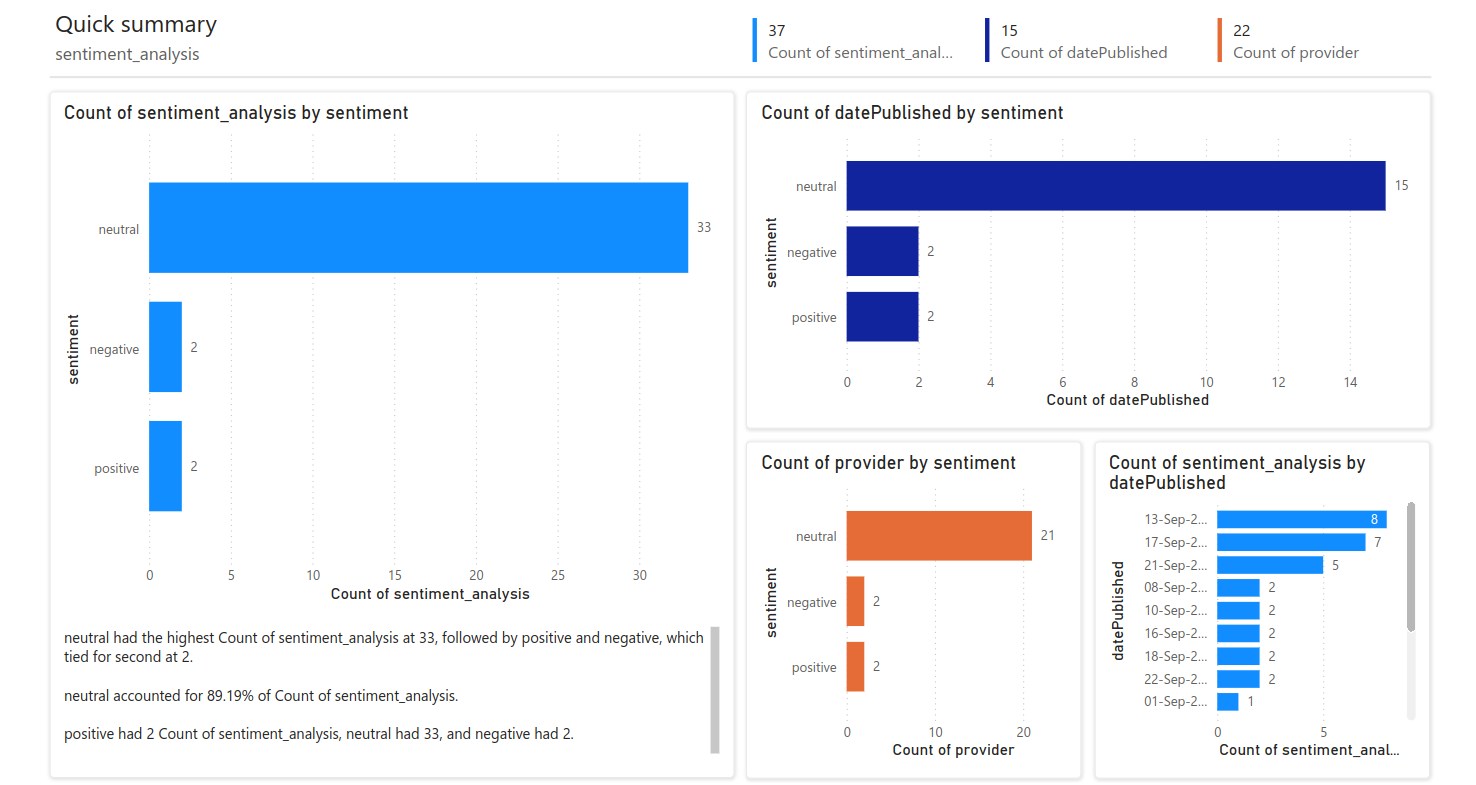 Quick summary
sentiment_analysis
37
Count of sentiment_anal...
15
Count of datePublished
22
Count of provider
Count of sentiment_analysis by sentiment
sentiment
neutral
33
negative
2
positive
2
0 5 10 15 20 25 30
Count of sentiment_analysis
neutral had the highest Count of sentiment_analysis at 33, followed by positive and negative, which
tied for second at 2.
neutral accounted for 89.19% of Count of sentiment_analysis.
positive had 2 Count of sentiment_analysis, neutral had 33, and negative had 2.
Count of datePublished by sentiment
sentiment
neutral
15
negative
2
positive
2
0 2 4 6 8 10 12 14
Count of datePublished
Count of provider by sentiment
sentiment
neutral
21
negative
2
positive
2
0 10 20
Count of provider
Count of sentiment_analysis by
datePublished
datePublished
13-Sep-2... 8
17-Sep-2... 7
21-Sep-2... 5
08-Sep-2... 2
10-Sep-2... 2
16-Sep-2... 2
18-Sep-2... 2
22-Sep-2... 2
01-Sep-2... 1
0 5
Count of sentiment_anal...